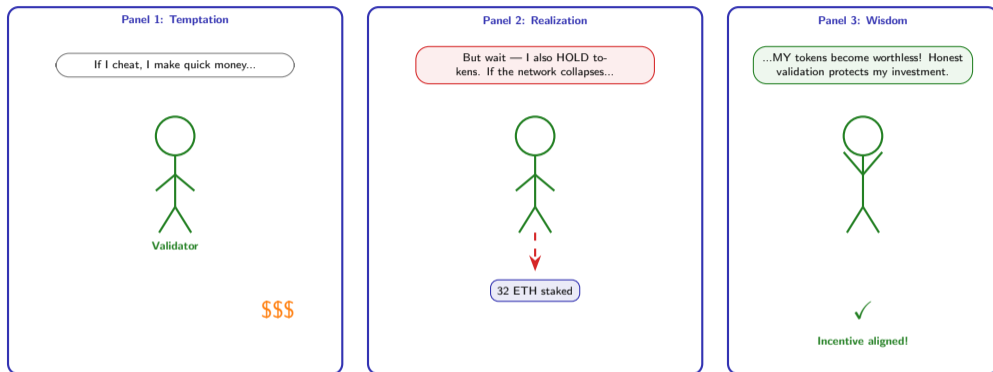 Panel 1: Temptation
If I cheat, I make quick money...
Validator
$$$
Panel 2: Realization
But wait — I also HOLD to-
kens. If the network collapses...
32 ETH staked
Panel 3: Wisdom
...MY tokens become worthless! Honest
validation protects my investment.
✓
Incentive aligned!